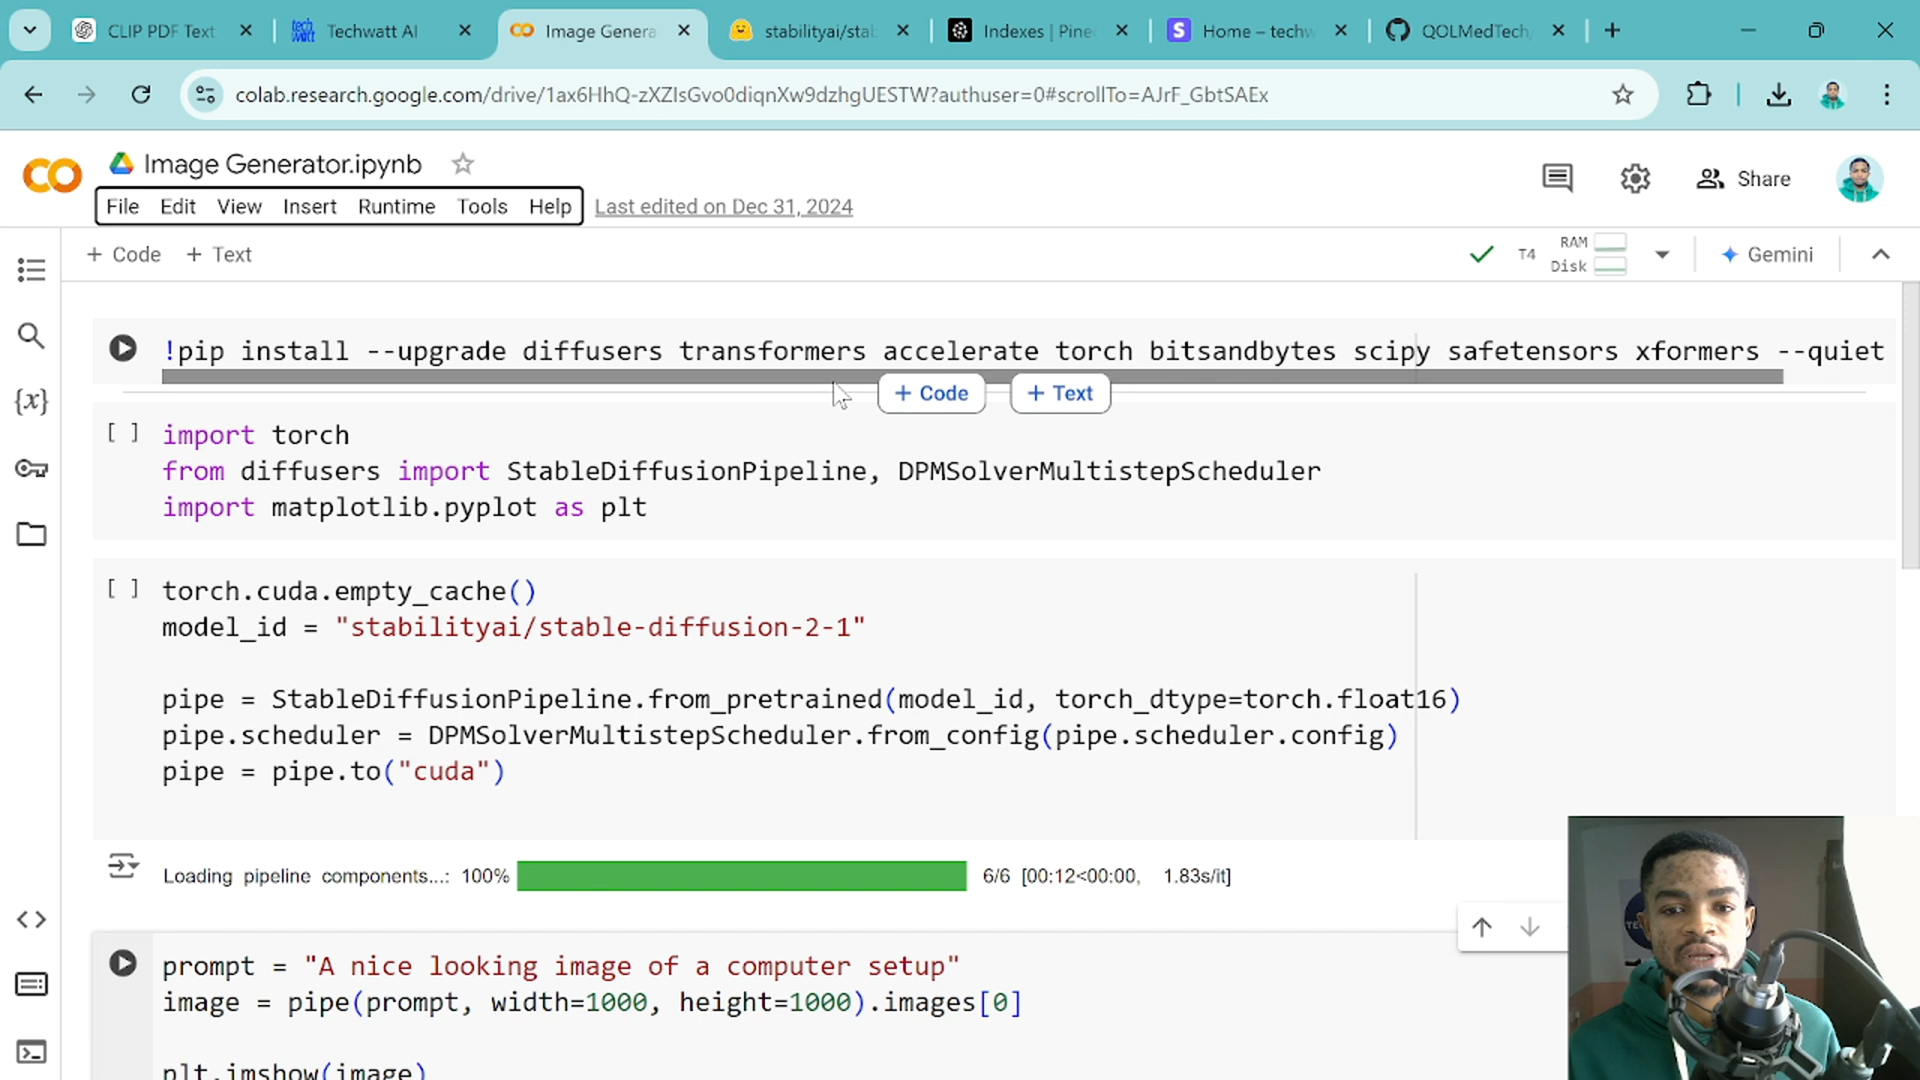 CLIP PDF Text
Techwatt AI
Image Genera
stabilityai/stab
Indexes | Pine
Home – techw
QOLMedTech/
colab.research.google.com/drive/1ax6HhQ-zXZIsGvo0diqnXw9dzhgUESTW?authuser=0#scrollTo=AJrF_GbtSAEx
Image Generator.ipynb
File Edit View Insert Runtime Tools Help Last edited on Dec 31, 2024
Share
+ Code + Text
T4
RAM
Disk
Gemini
!pip install --upgrade diffusers transformers accelerate torch bitsandbytes scipy safetensors xformers --quiet
+ Code + Text
[ ] import torch
from diffusers import StableDiffusionPipeline, DPMSolverMultistepScheduler
import matplotlib.pyplot as plt
[ ] torch.cuda.empty_cache()
model_id = "stabilityai/stable-diffusion-2-1"
pipe = StableDiffusionPipeline.from_pretrained(model_id, torch_dtype=torch.float16)
pipe.scheduler = DPMSolverMultistepScheduler.from_config(pipe.scheduler.config)
pipe = pipe.to("cuda")
Loading pipeline components...: 100% 6/6 [00:12<00:00, 1.83s/it]
prompt = "A nice looking image of a computer setup"
image = pipe(prompt, width=1000, height=1000).images[0]
plt.imshow(image)